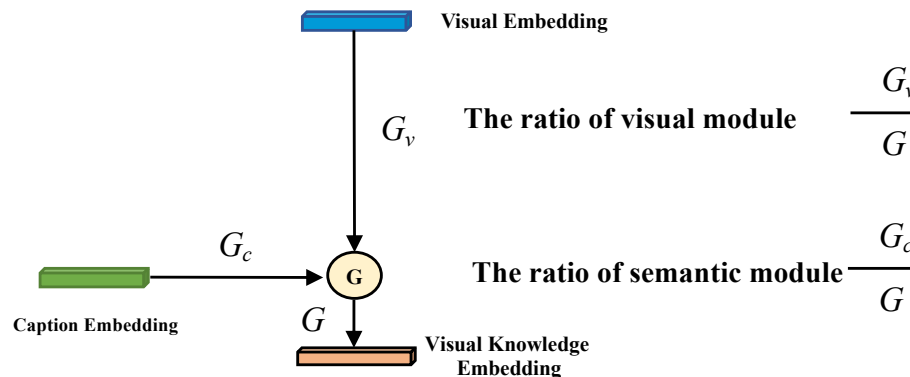 Visual Embedding
G_v
The ratio of visual module
G_v
G
G_c
G
The ratio of semantic module
G_c
G
Caption Embedding
G
Visual Knowledge
Embedding